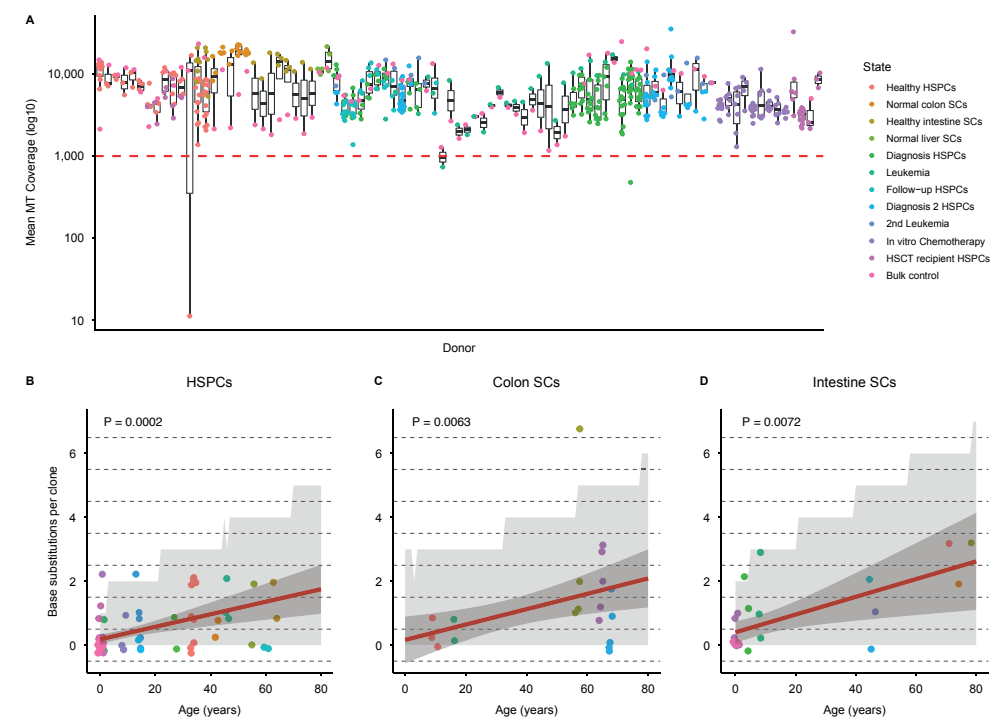 A
Mean MT Coverage (log10)
10,000
1,000
100
10
Donor
State
Healthy HSPCs
Normal colon SCs
Healthy intestine SCs
Normal liver SCs
Diagnosis HSPCs
Leukemia
Follow−up HSPCs
Diagnosis 2 HSPCs
2nd Leukemia
In vitro Chemotherapy
HSCT recipient HSPCs
Bulk control
B
HSPCs
P = 0.0002
Base substitutions per clone
6
4
2
0
0 20 40 60 80
Age (years)
C
Colon SCs
P = 0.0063
6
4
2
0
0 20 40 60 80
Age (years)
D
Intestine SCs
P = 0.0072
6
4
2
0
0 20 40 60 80
Age (years)